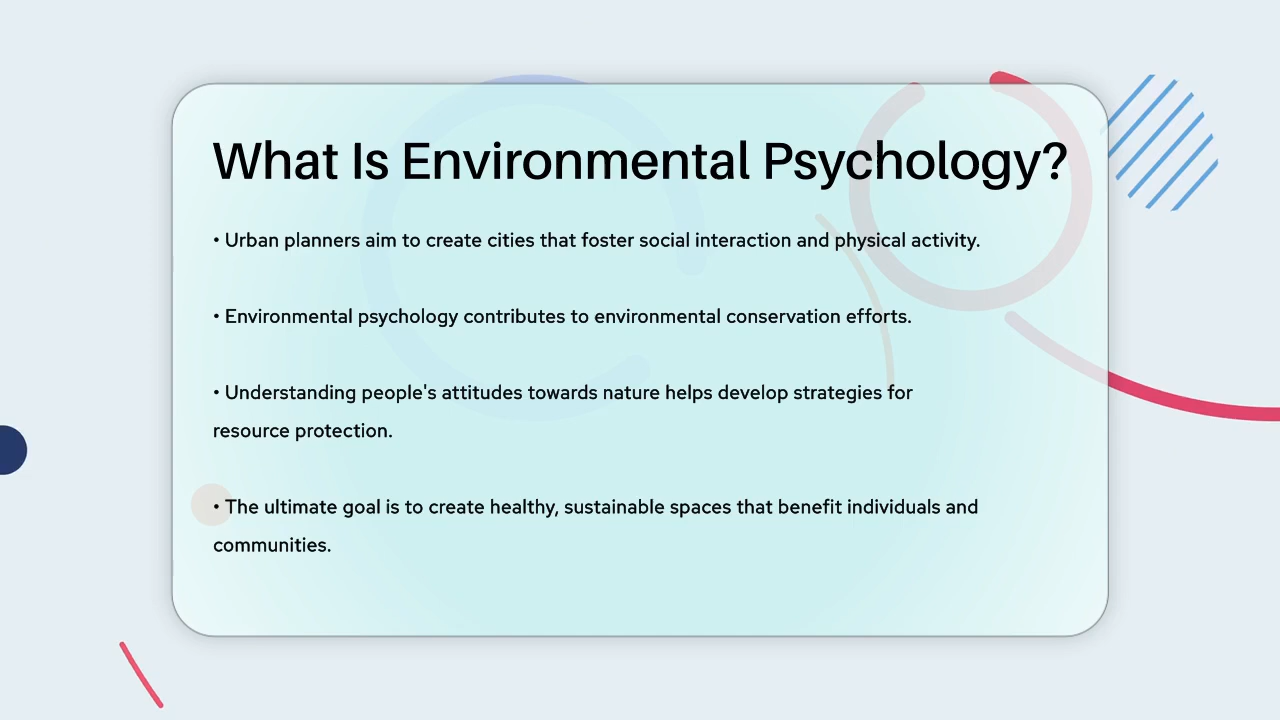 What Is Environmental Psychology?
• Urban planners aim to create cities that foster social interaction and physical activity.
• Environmental psychology contributes to environmental conservation efforts.
• Understanding people's attitudes towards nature helps develop strategies for
resource protection.
• The ultimate goal is to create healthy, sustainable spaces that benefit individuals and
communities.